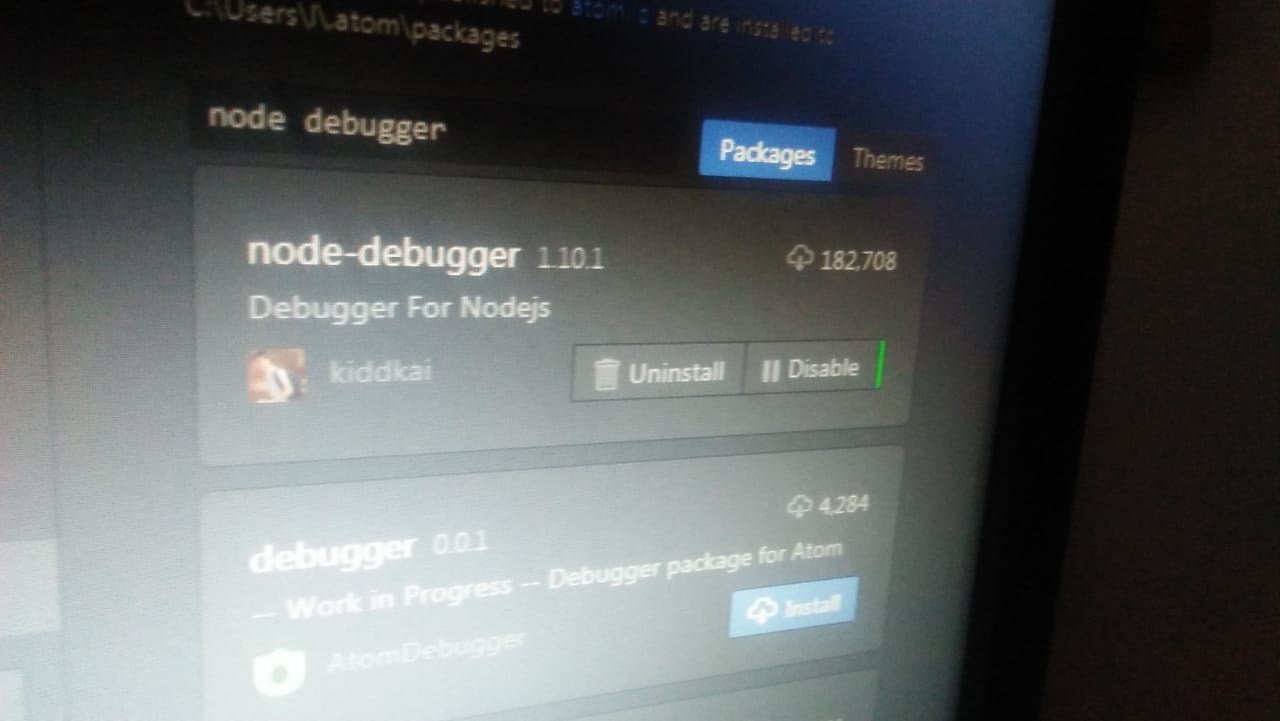 to atom.io and are installed to
C:\Users\I\.atom\packages
node debugger
Packages Themes
node-debugger 1.10.1 182,708
Debugger For Nodejs
kiddkai Uninstall Disable
4,284
debugger 0.0.1
-- Work in Progress -- Debugger package for Atom
Install
AtomDebugger